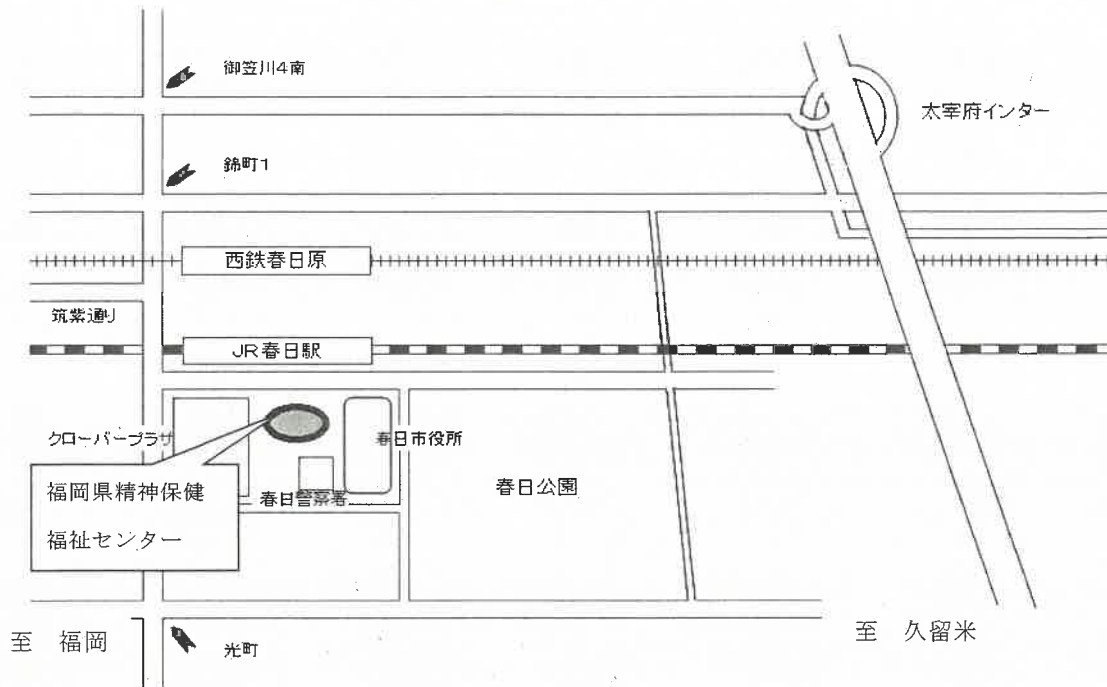 御笠川4南
太宰府インター
錦町1
西鉄春日原
筑紫通り
JR春日駅
クローバープラザ
春日市役所
福岡県精神保健
福祉センター
春日警察署
春日公園
至 福岡
光町
至 久留米